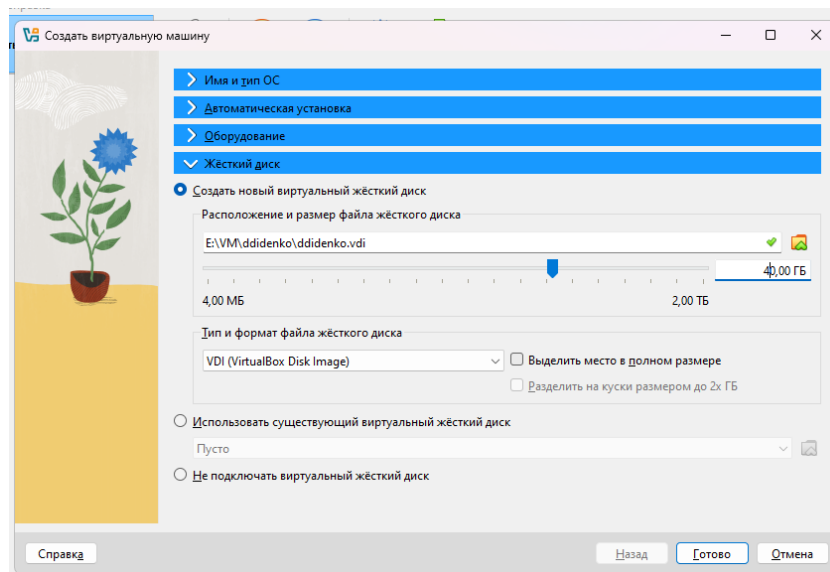 Создать виртуальную машину
Имя и тип ОС
Автоматическая установка
Оборудование
Жёсткий диск
Создать новый виртуальный жёсткий диск
Расположение и размер файла жёсткого диска
E:\VM\ddidenko\ddidenko.vdi
40,00 ГБ
4,00 МБ 2,00 ТБ
Тип и формат файла жёсткого диска
VDI (VirtualBox Disk Image) Выделить место в полном размере
Разделить на куски размером до 2х ГБ
Использовать существующий виртуальный жёсткий диск
Пусто
Не подключать виртуальный жёсткий диск
Справка Назад Готово Отмена